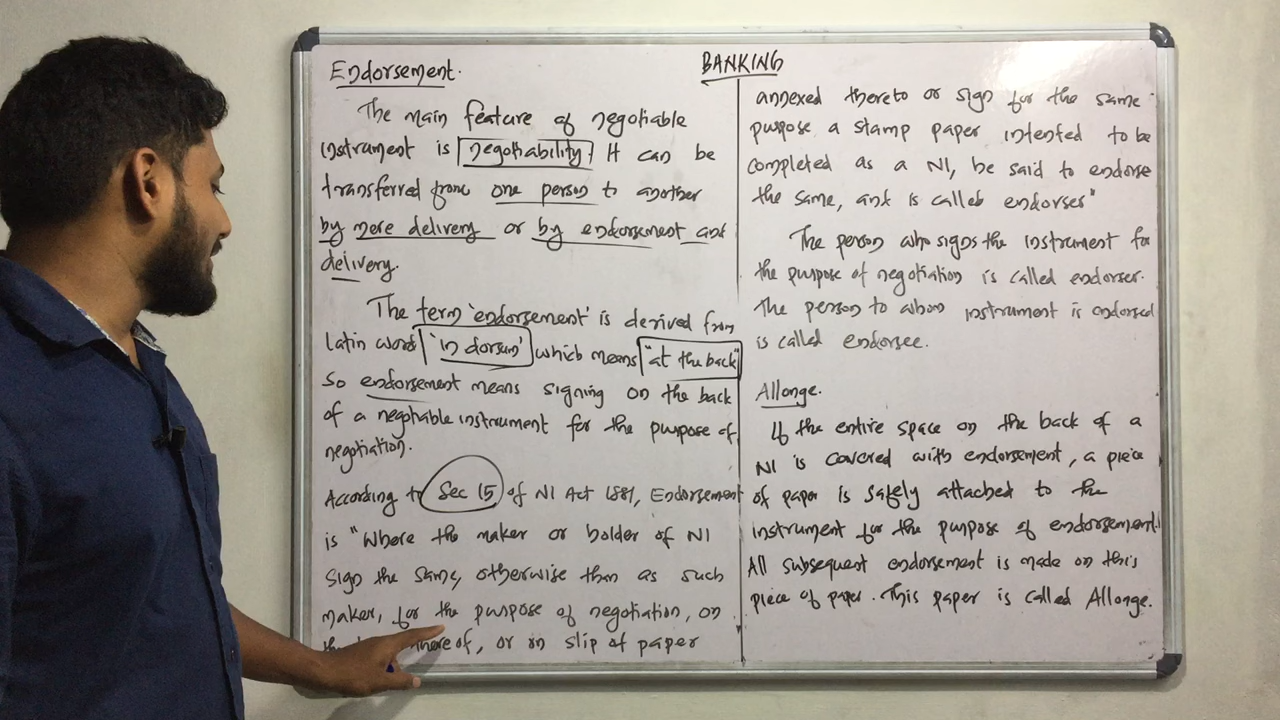 BANKING
Endorsement.
The main feature of negotiable
instrument is negotiability. It can be
transferred from one person to another
by mere delivery or by endorsement and
delivery.
The term 'endorsement' is derived from
latin word 'in dorsum' which means "at the back"
So endorsement means signing on the back
of a negotiable instrument for the purpose of
negotiation.
According to Sec 15 of NI Act 1881, Endorsement
is "Where the maker or holder of NI
sign the same, otherwise than as such
maker, for the purpose of negotiation, on
of, or in slip of paper
annexed thereto or sign for the same
purpose a stamp paper intented to be
completed as a NI, be said to endorse
the same, and is called endorser"
The person who signs the instrument for
the purpose of negotiation is called endorser.
The person to whom instrument is endorsed
is called endorsee.
Allonge.
If the entire space on the back of a
NI is covered with endorsement, a piece
of paper is safely attached to the
instrument for the purpose of endorsement.
All subsequent endorsement is made on this
piece of paper. This paper is called Allonge.